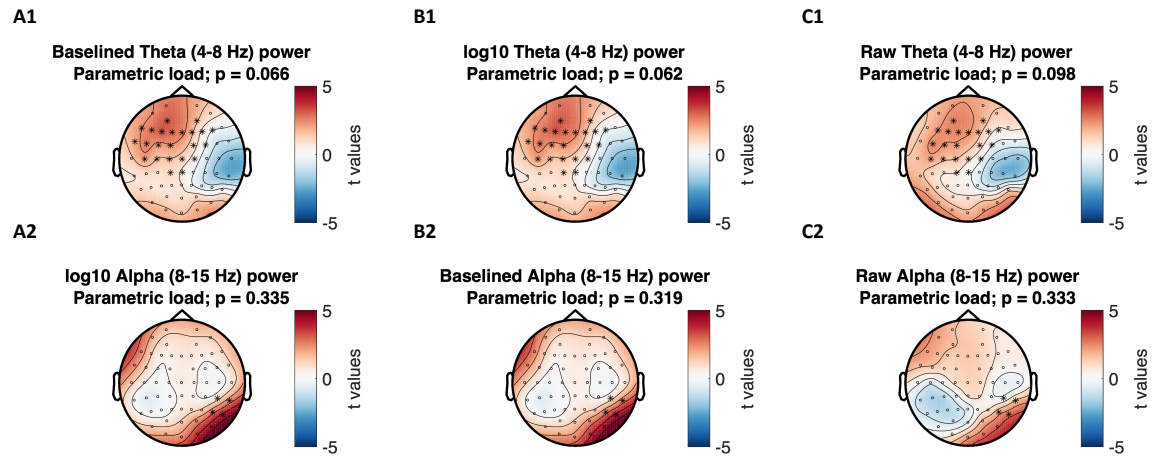 A1
B1
C1
Baselined Theta (4-8 Hz) power
Parametric load; p = 0.066
5
0
-5
t values
log10 Theta (4-8 Hz) power
Parametric load; p = 0.062
5
0
-5
t values
Raw Theta (4-8 Hz) power
Parametric load; p = 0.098
5
0
-5
t values
A2
B2
C2
log10 Alpha (8-15 Hz) power
Parametric load; p = 0.335
5
0
-5
t values
Baselined Alpha (8-15 Hz) power
Parametric load; p = 0.319
5
0
-5
t values
Raw Alpha (8-15 Hz) power
Parametric load; p = 0.333
5
0
-5
t values